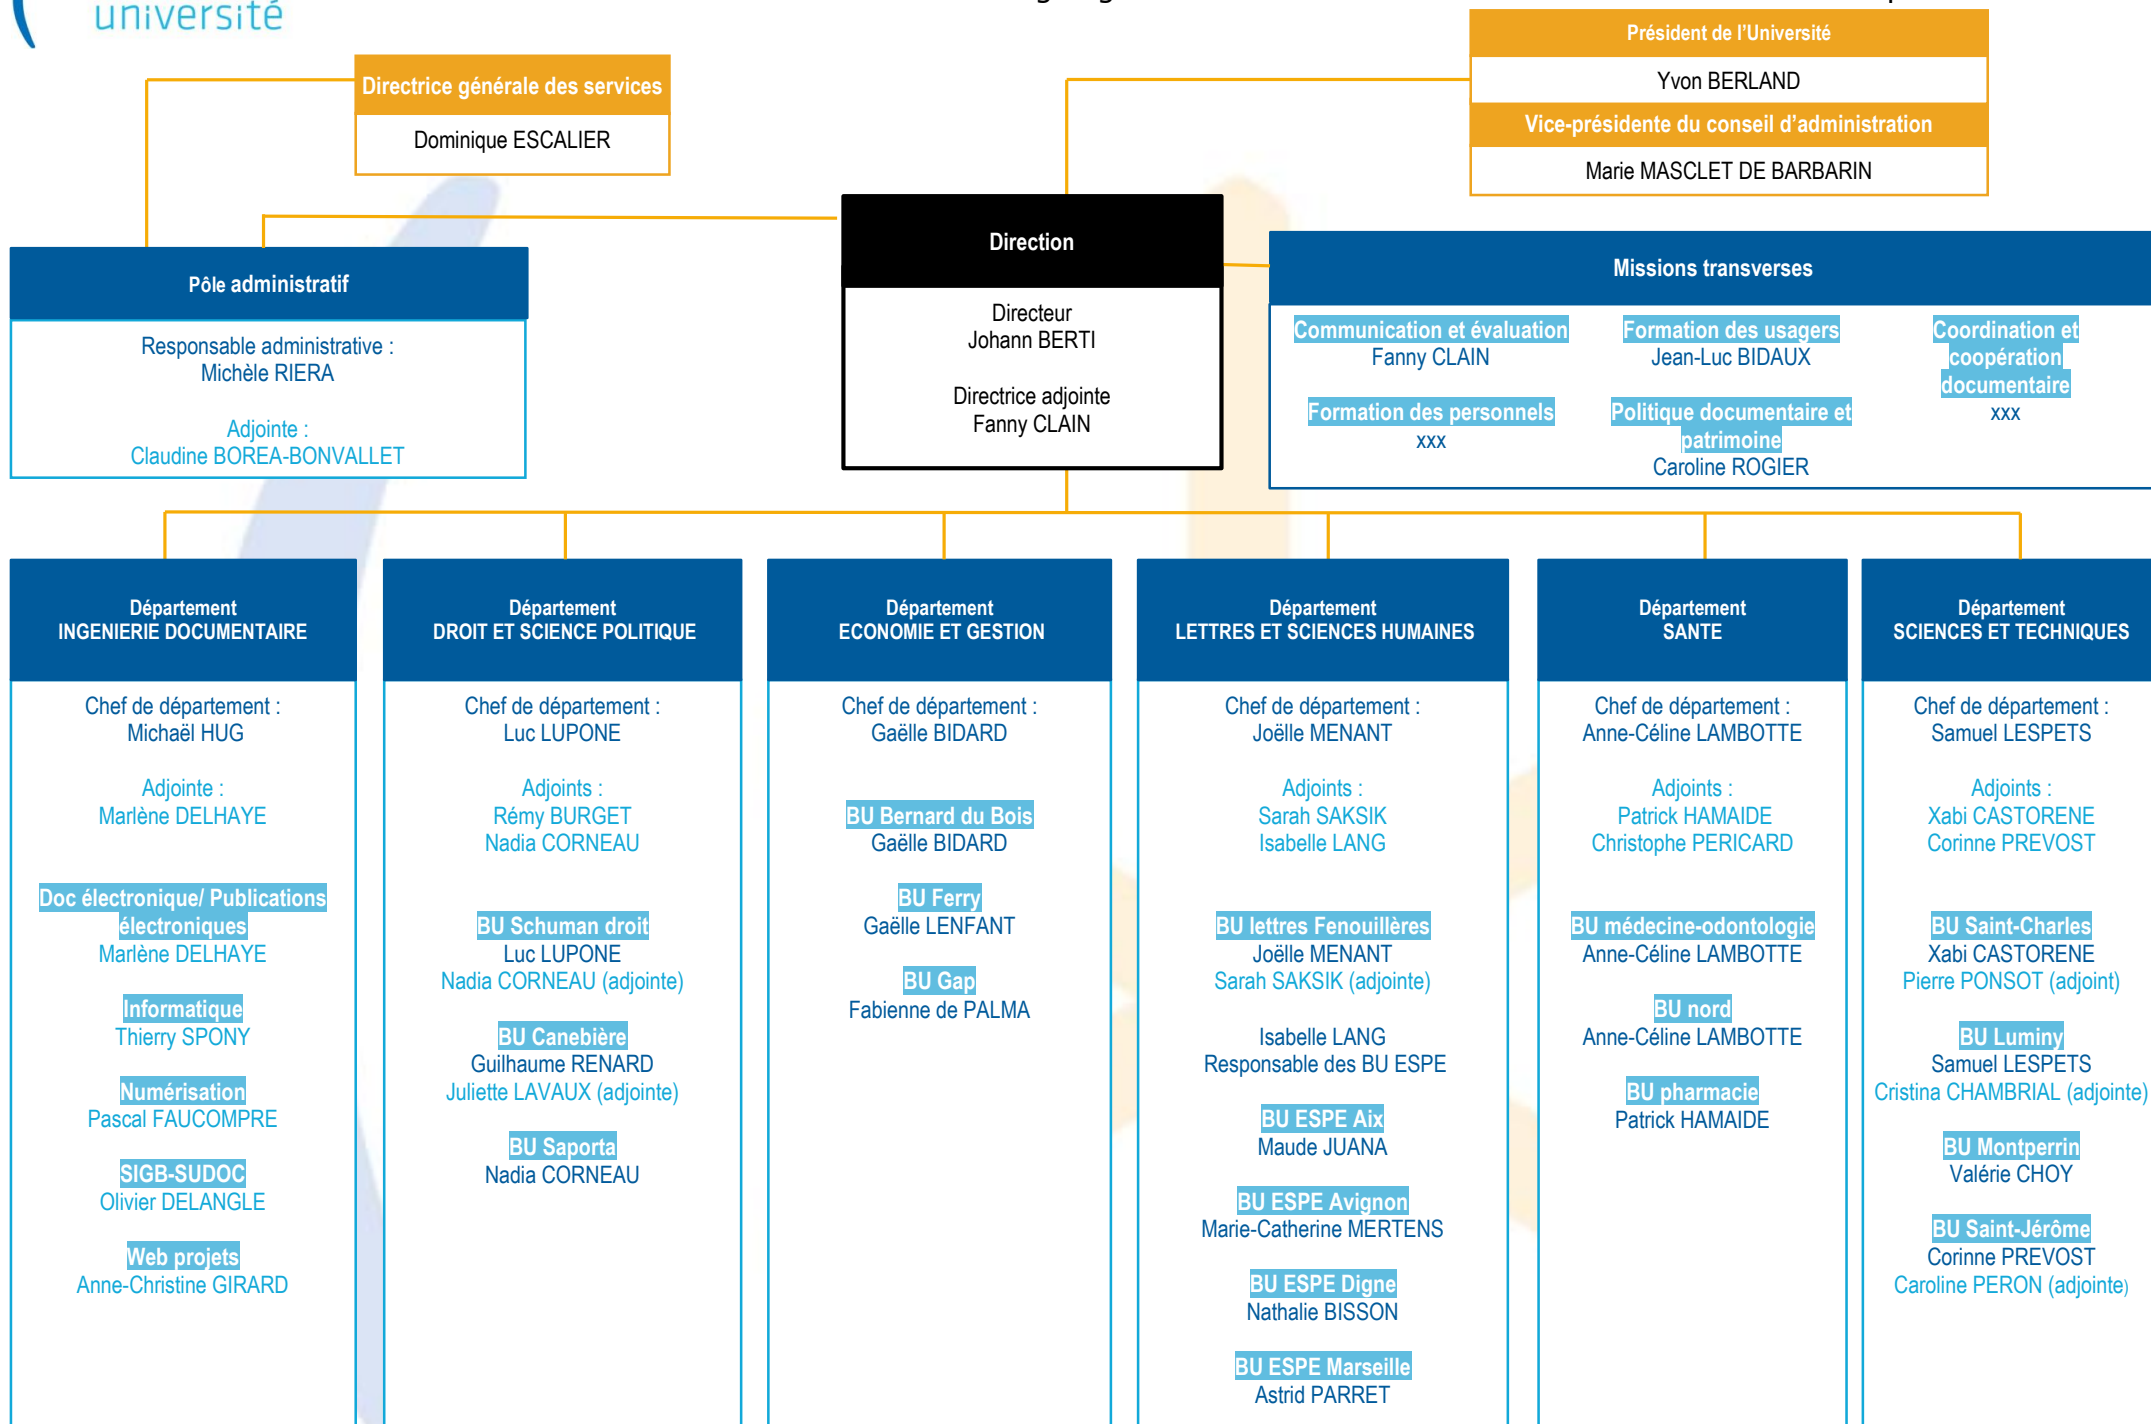 université
Président de l'Université
Yvon BERLAND
Vice-présidente du conseil d'administration
Marie MASCLET DE BARBARIN
Directrice générale des services
Dominique ESCALIER
Direction
Directeur
Johann BERTI
Directrice adjointe
Fanny CLAIN
Pôle administratif
Responsable administrative :
Michèle RIERA
Adjointe :
Claudine BOREA-BONVALLET
Missions transverses
Communication et évaluation
Fanny CLAIN
Formation des personnels
xxx
Formation des usagers
Jean-Luc BIDAUX
Politique documentaire et
patrimoine
Caroline ROGIER
Coordination et
coopération
documentaire
xxx
Département
INGENIERIE DOCUMENTAIRE
Chef de département :
Michaël HUG
Adjointe :
Marlène DELHAYE
Doc électronique/ Publications
électroniques
Marlène DELHAYE
Informatique
Thierry SPONY
Numérisation
Pascal FAUCOMPRE
SIGB-SUDOC
Olivier DELANGLE
Web projets
Anne-Christine GIRARD
Département
DROIT ET SCIENCE POLITIQUE
Chef de département :
Luc LUPONE
Adjoints :
Rémy BURGET
Nadia CORNEAU
BU Schuman droit
Luc LUPONE
Nadia CORNEAU (adjointe)
BU Canebière
Guilhaume RENARD
Juliette LAVAUX (adjointe)
BU Saporta
Nadia CORNEAU
Département
ECONOMIE ET GESTION
Chef de département :
Gaëlle BIDARD
BU Bernard du Bois
Gaëlle BIDARD
BU Ferry
Gaëlle LENFANT
BU Gap
Fabienne de PALMA
Département
LETTRES ET SCIENCES HUMAINES
Chef de département :
Joëlle MENANT
Adjoints :
Sarah SAKSIK
Isabelle LANG
BU lettres Fenouillères
Joëlle MENANT
Sarah SAKSIK (adjointe)
Isabelle LANG
Responsable des BU ESPE
BU ESPE Aix
Maude JUANA
BU ESPE Avignon
Marie-Catherine MERTENS
BU ESPE Digne
Nathalie BISSON
BU ESPE Marseille
Astrid PARRET
Département
SANTE
Chef de département :
Anne-Céline LAMBOTTE
Adjoints :
Patrick HAMAIDE
Christophe PERICARD
BU médecine-odontologie
Anne-Céline LAMBOTTE
BU nord
Anne-Céline LAMBOTTE
BU pharmacie
Patrick HAMAIDE
Département
SCIENCES ET TECHNIQUES
Chef de département :
Samuel LESPETS
Adjoints :
Xabi CASTORENE
Corinne PREVOST
BU Saint-Charles
Xabi CASTORENE
Pierre PONSOT (adjoint)
BU Luminy
Samuel LESPETS
Cristina CHAMBRIAL (adjointe)
BU Montperrin
Valérie CHOY
BU Saint-Jérôme
Corinne PREVOST
Caroline PERON (adjointe)